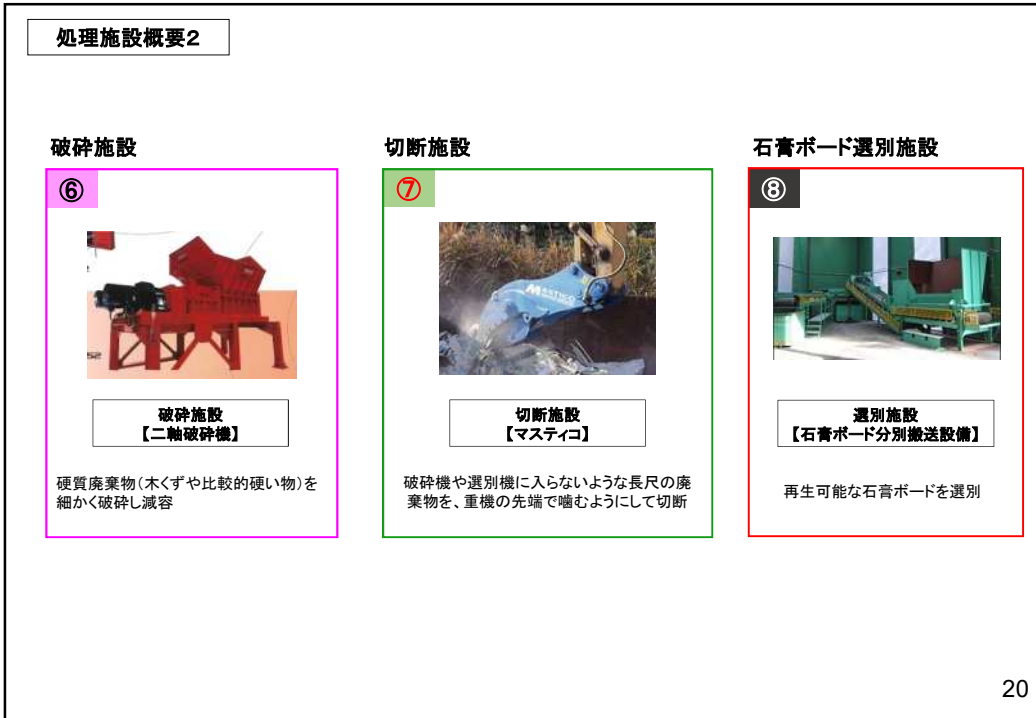 処理施設概要2
破砕施設
⑥
破砕施設
【二軸破砕機】
硬質廃棄物(木くずや比較的硬い物)を
細かく破砕し減容
切断施設
⑦
MASTICO
切断施設
【マスティコ】
破砕機や選別機に入らないような長尺の廃
棄物を、重機の先端で噛むようにして切断
石膏ボード選別施設
⑧
選別施設
【石膏ボード分別搬送設備】
再生可能な石膏ボードを選別
20